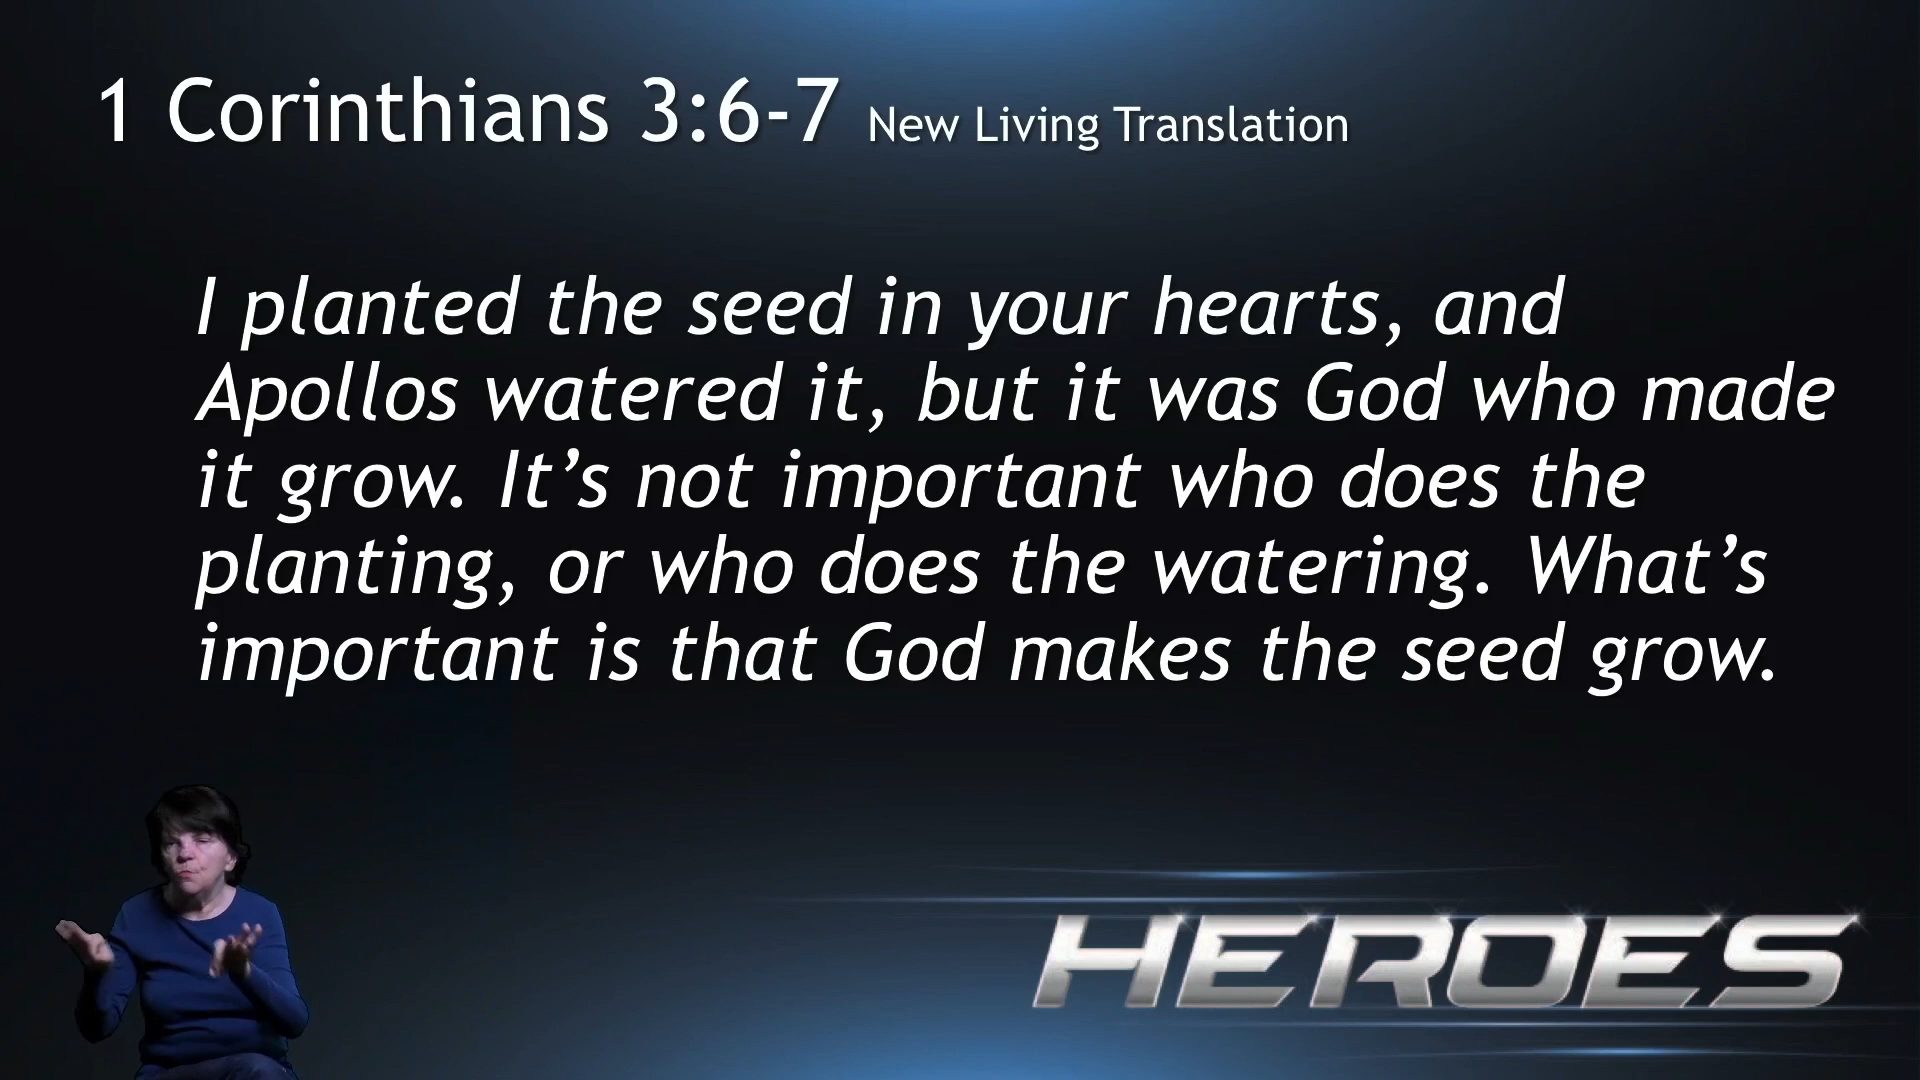 1 Corinthians 3:6-7 New Living Translation
I planted the seed in your hearts, and
Apollos watered it, but it was God who made
it grow. It’s not important who does the
planting, or who does the watering. What’s
important is that God makes the seed grow.
HEROES